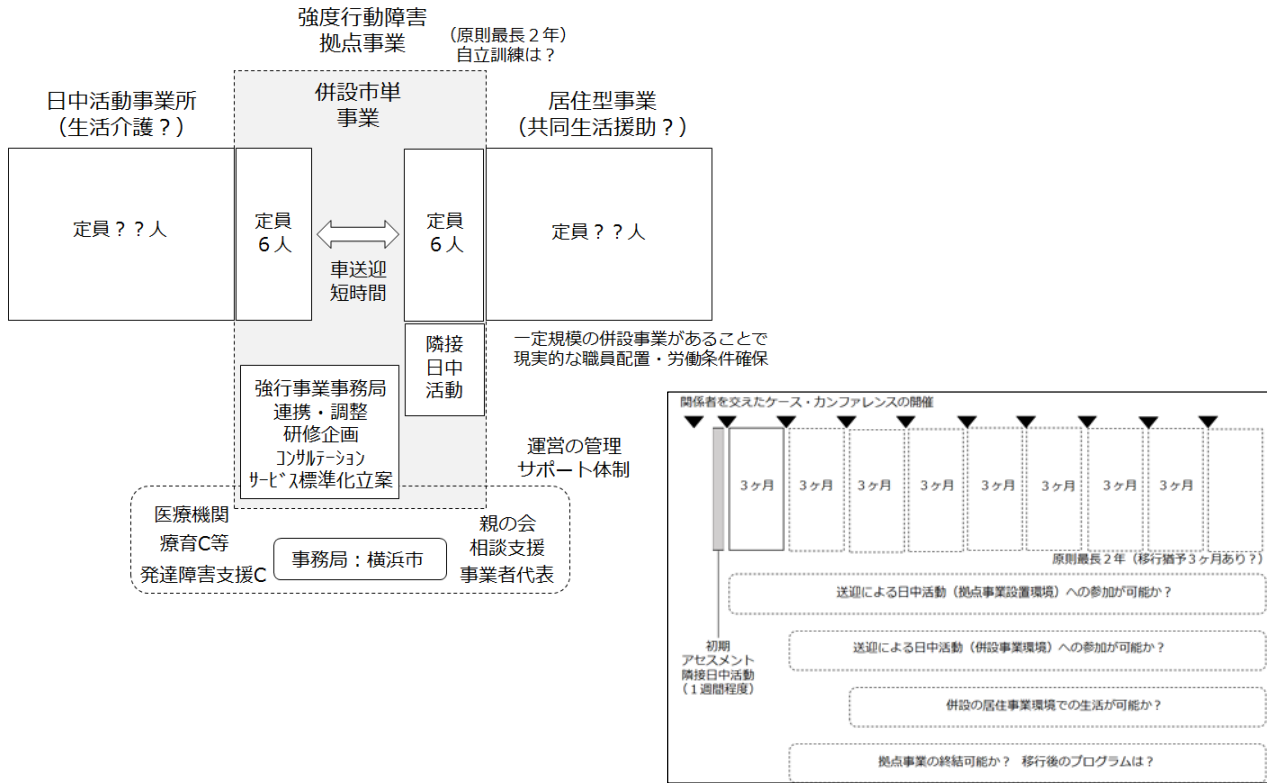 強度行動障害
拠点事業
（原則最長２年）
自立訓練は？
日中活動事業所
（生活介護？）
併設市単
事業
居住型事業
（共同生活援助？）
定員？？人
定員
６人
車送迎
短時間
定員
６人
定員？？人
隣接
日中
活動
一定規模の併設事業があることで
現実的な職員配置・労働条件確保
強行事業事務局
連携・調整
研修企画
ｺﾝｻﾙﾃｰｼｮﾝ
ｻｰﾋﾞｽ標準化立案
運営の管理
サポート体制
医療機関
療育C等
発達障害支援C
事務局：横浜市
親の会
相談支援
事業者代表
関係者を交えたケース・カンファレンスの開催
３ヶ月
３ヶ月
３ヶ月
３ヶ月
３ヶ月
３ヶ月
３ヶ月
３ヶ月
原則最長２年（移行猶予３ヶ月あり？）
送迎による日中活動（拠点事業設置環境）への参加が可能か？
初期
アセスメント
隣接日中活動
（１週間程度）
送迎による日中活動（併設事業環境）への参加が可能か？
併設の居住事業環境での生活が可能か？
拠点事業の終結可能か？　移行後のプログラムは？